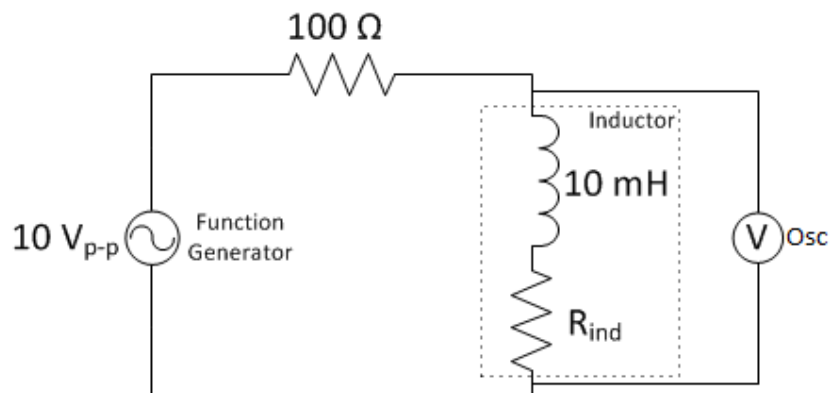 100 Ω
Inductor
10 mH
10 Vp-p
Function
Generator
V
Osc
Rind